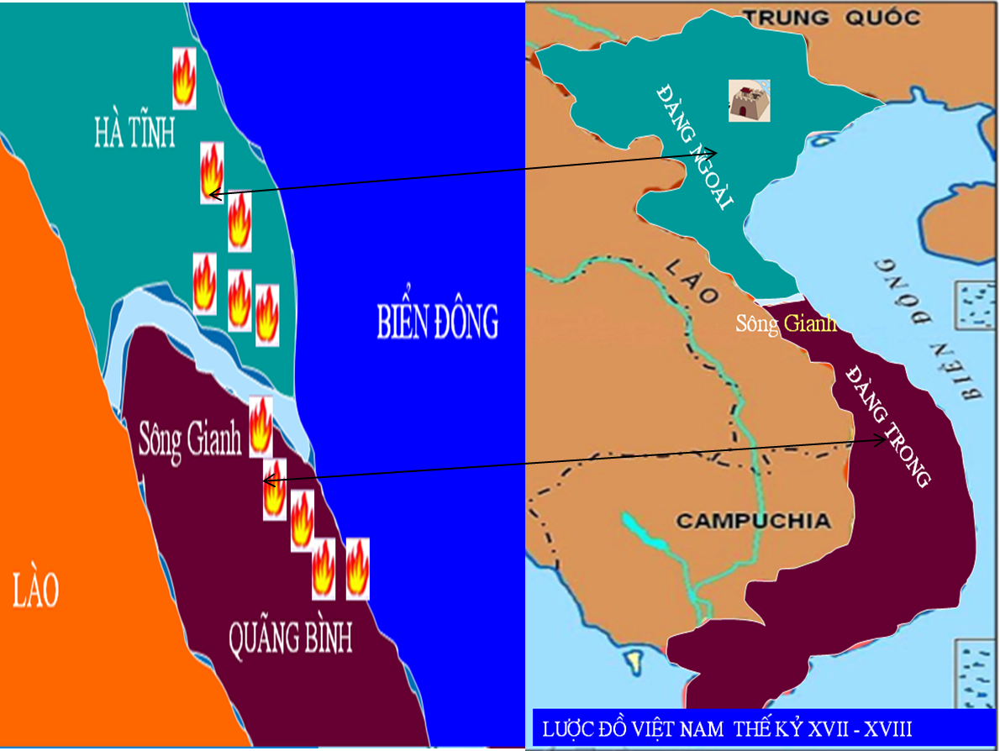 HÀ TĨNH
BIỂN ĐÔNG
Sông Gianh
LÀO
QUÃNG BÌNH
TRUNG QUỐC
ĐÀNG NGOÀI
LÀO
Sông Gianh
BIỂN ĐÔNG
ĐÀNG TRONG
CAMPUCHIA
LƯỢC ĐỒ VIỆT NAM THẾ KỶ XVII - XVIII